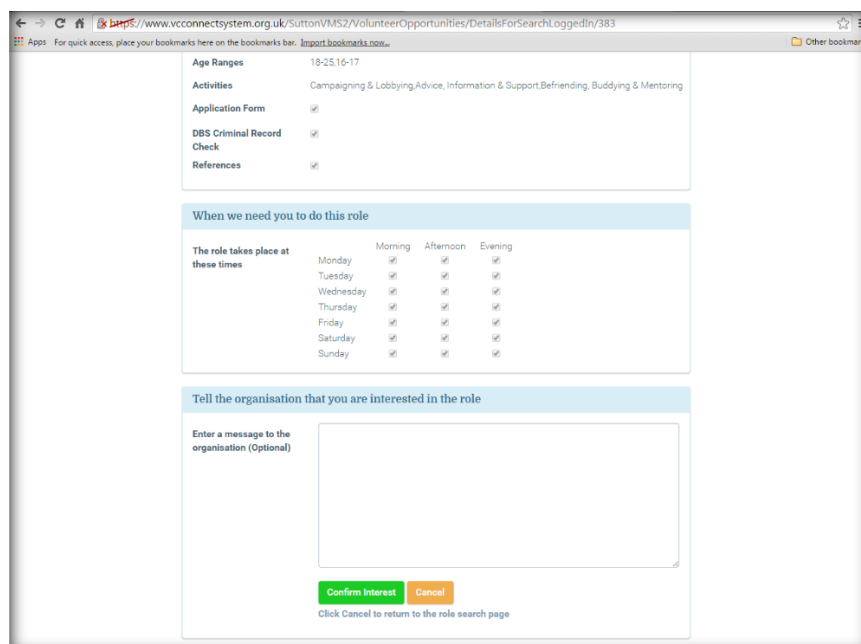 https://www.vcconnectsystem.org.uk/SuttonVMS2/VolunteerOpportunities/DetailsForSearchLoggedIn/383
Apps For quick access, place your bookmarks here on the bookmarks bar. Import bookmarks now... Other bookmar
Age Ranges 18-25,16-17
Activities Campaigning & Lobbying,Advice, Information & Support,Befriending, Buddying & Mentoring
Application Form
DBS Criminal Record
Check
References
When we need you to do this role
The role takes place at
these times
Morning Afternoon Evening
Monday
Tuesday
Wednesday
Thursday
Friday
Saturday
Sunday
Tell the organisation that you are interested in the role
Enter a message to the
organisation (Optional)
Confirm Interest Cancel
Click Cancel to return to the role search page